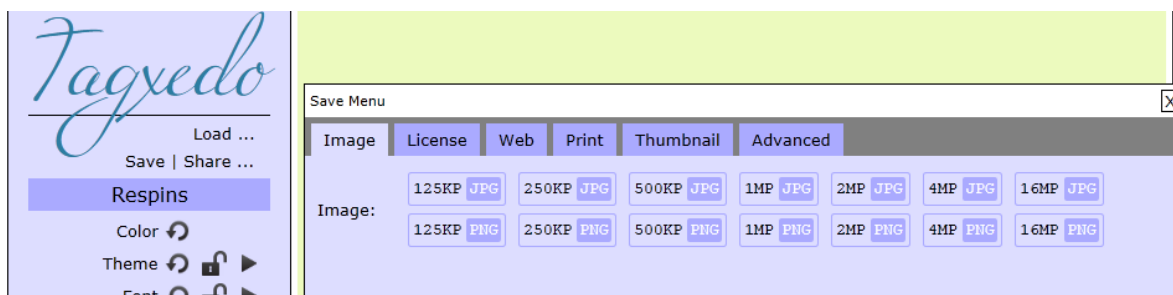 Tagxedo
Load ...
Save | Share ...
Respins
Color
Theme
Font
Save Menu
X
Image License Web Print Thumbnail Advanced
Image:
125KP JPG 250KP JPG 500KP JPG 1MP JPG 2MP JPG 4MP JPG 16MP JPG
125KP PNG 250KP PNG 500KP PNG 1MP PNG 2MP PNG 4MP PNG 16MP PNG